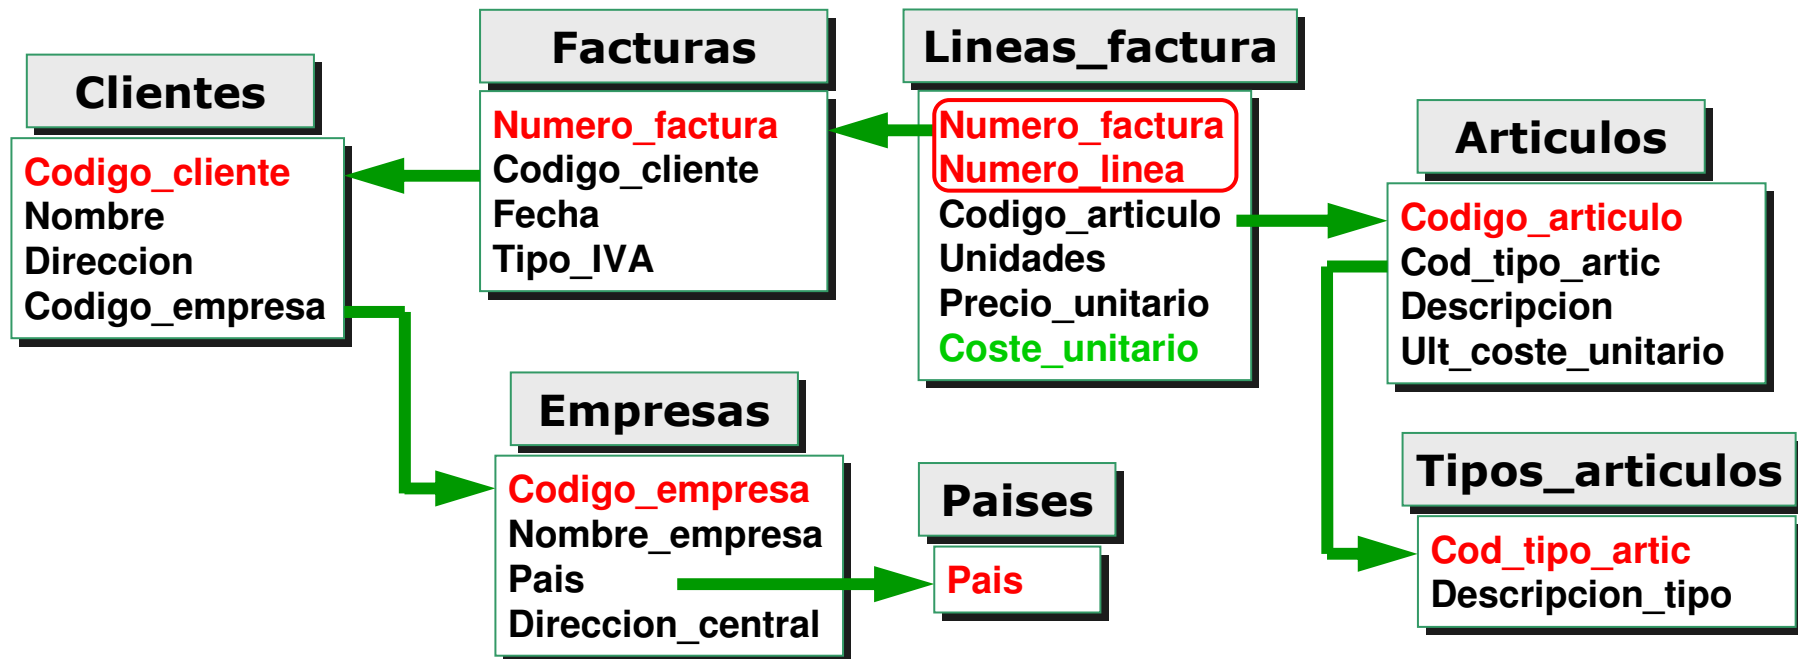 Clientes
Codigo_cliente
Nombre
Direccion
Codigo_empresa
Facturas
Numero_factura
Codigo_cliente
Fecha
Tipo_IVA
Lineas_factura
Numero_factura
Numero_linea
Codigo_articulo
Unidades
Precio_unitario
Coste_unitario
Articulos
Codigo_articulo
Cod_tipo_artic
Descripcion
Ult_coste_unitario
Empresas
Codigo_empresa
Nombre_empresa
Pais
Direccion_central
Paises
Pais
Tipos_articulos
Cod_tipo_artic
Descripcion_tipo